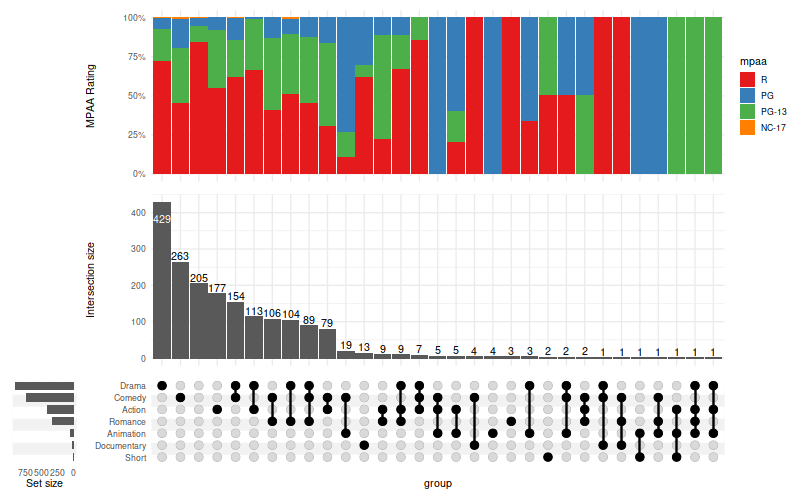 100%
75%
50%
25%
0%
MPAA Rating
mpaa
R
PG
PG-13
NC-17
400
300
200
100
0
Intersection size
429 263 205 177 154 113 106 104 89 79 19 13 9 9 7 5 5 4 4 3 3 2 2 2 1 1 1 1 1 1 1
Drama
Comedy
Action
Romance
Animation
Documentary
Short
750 500 250 0
Set size
group